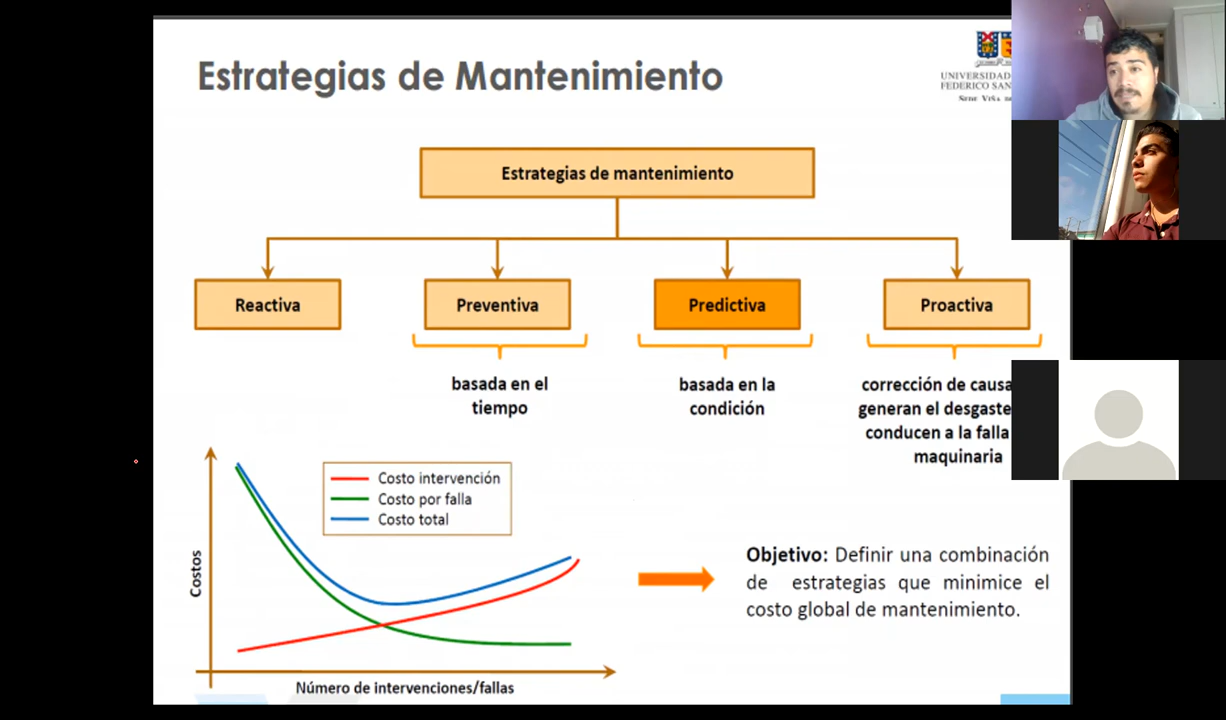 Estrategias de Mantenimiento
UNIVERSIDAD
FEDERICO SAN
Estrategias de mantenimiento
Reactiva
Preventiva
Predictiva
Proactiva
basada en el
tiempo
basada en la
condición
corrección de causa
generan el desgaste
conducen a la falla
maquinaria
Costo intervención
Costo por falla
Costo total
Costos
Número de intervenciones/fallas
Objetivo: Definir una combinación
de estrategias que minimice el
costo global de mantenimiento.